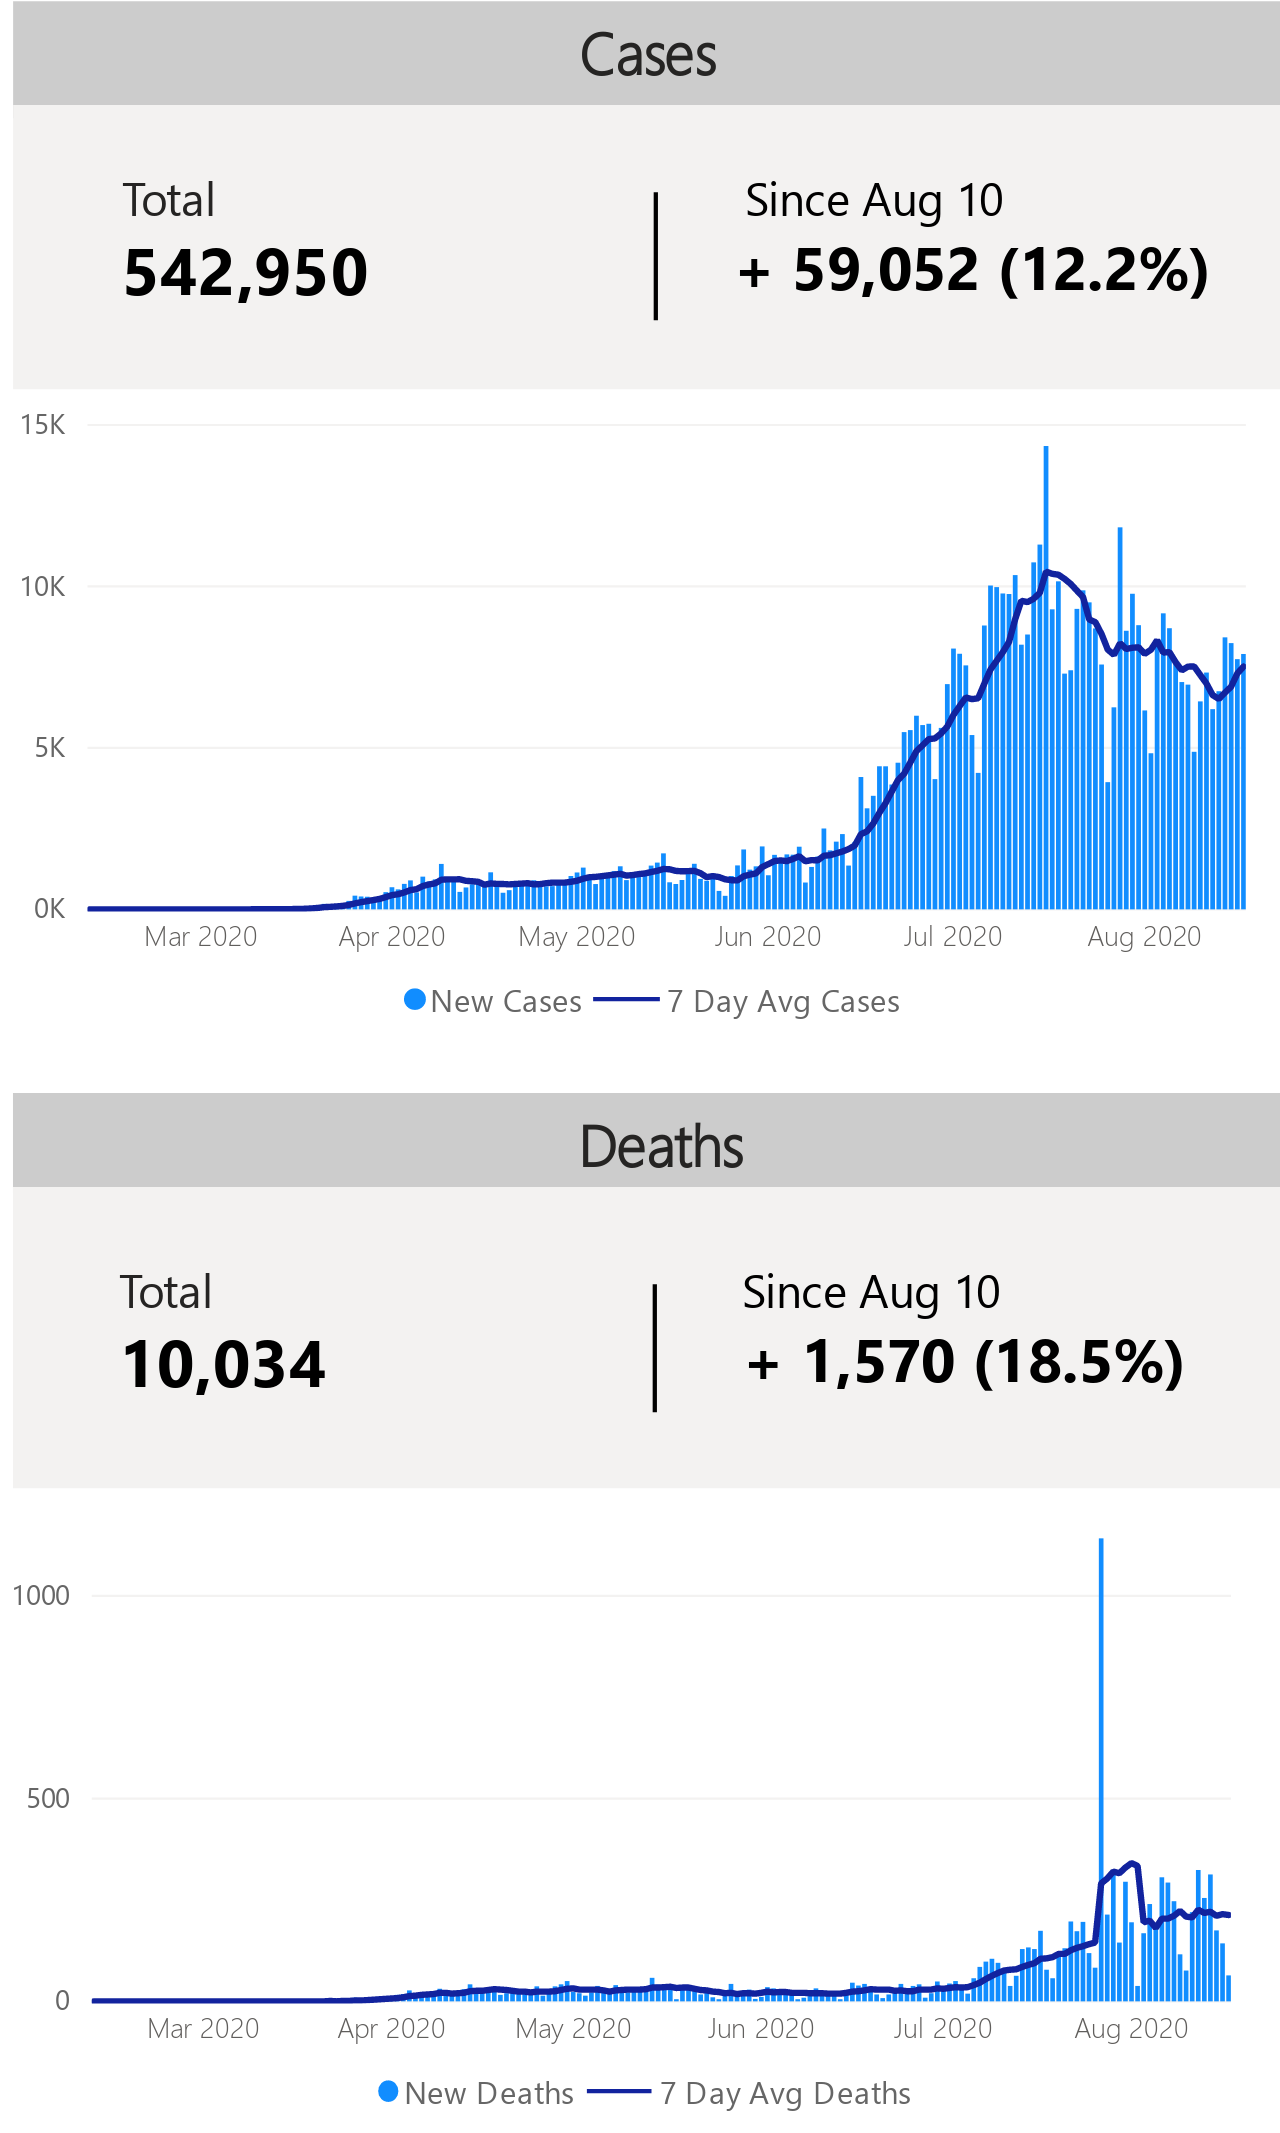 Cases
Total
542,950
Since Aug 10
+ 59,052 (12.2%)
15K
10K
5K
0K
Mar 2020 Apr 2020 May 2020 Jun 2020 Jul 2020 Aug 2020
New Cases 7 Day Avg Cases
Deaths
Total
10,034
Since Aug 10
+ 1,570 (18.5%)
1000
500
0
Mar 2020 Apr 2020 May 2020 Jun 2020 Jul 2020 Aug 2020
New Deaths 7 Day Avg Deaths